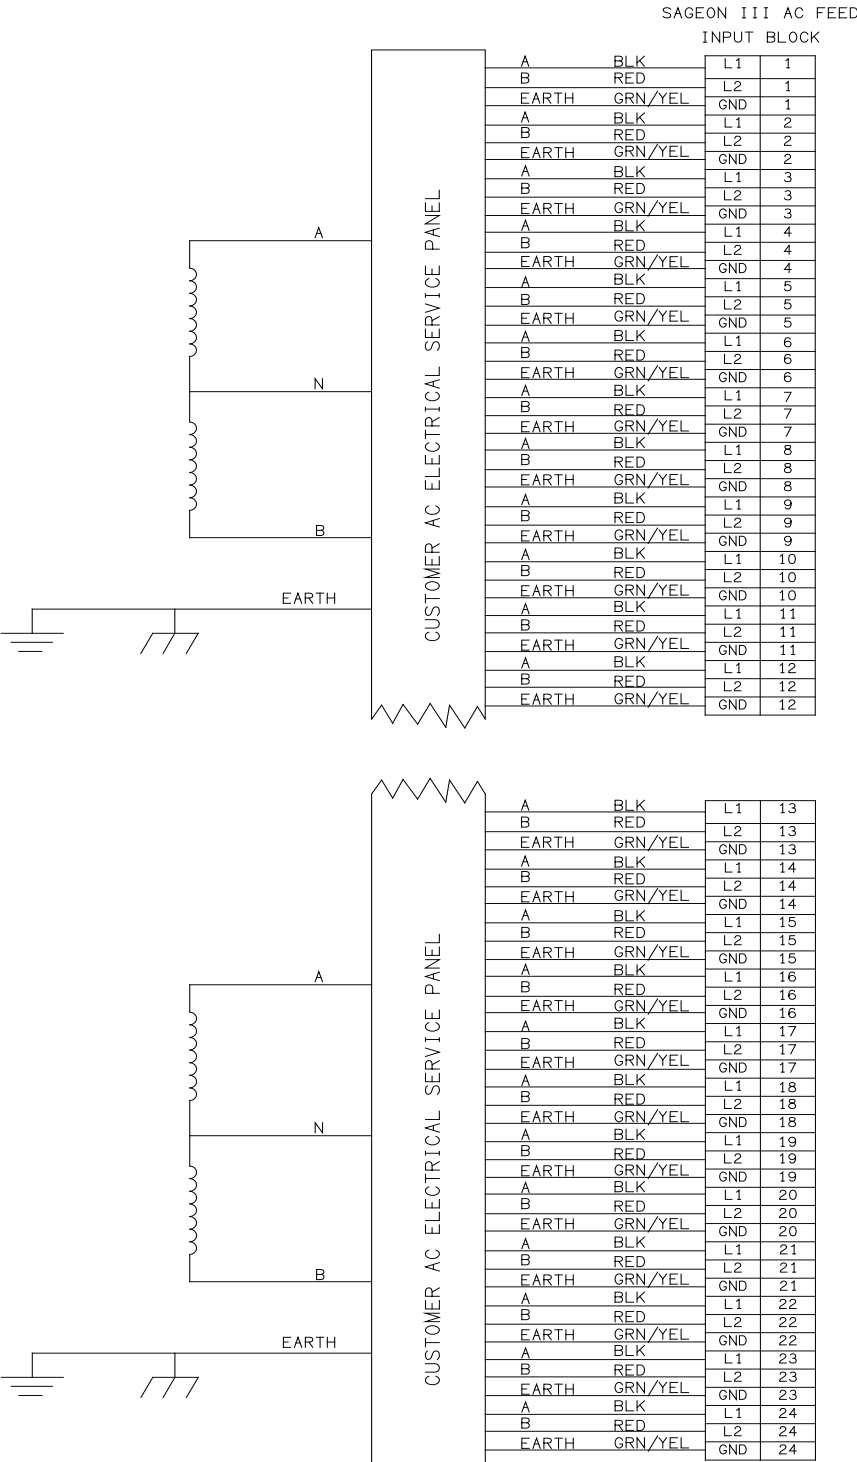 SAGEON III AC FEED
INPUT BLOCK
A BLK L1 1
B RED L2 1
EARTH GRN/YEL GND 1
A BLK L1 2
B RED L2 2
EARTH GRN/YEL GND 2
A BLK L1 3
B RED L2 3
EARTH GRN/YEL GND 3
A BLK L1 4
B RED L2 4
EARTH GRN/YEL GND 4
A BLK L1 5
B RED L2 5
EARTH GRN/YEL GND 5
A BLK L1 6
B RED L2 6
EARTH GRN/YEL GND 6
A BLK L1 7
B RED L2 7
EARTH GRN/YEL GND 7
A BLK L1 8
B RED L2 8
EARTH GRN/YEL GND 8
A BLK L1 9
B RED L2 9
EARTH GRN/YEL GND 9
A BLK L1 10
B RED L2 10
EARTH GRN/YEL GND 10
A BLK L1 11
B RED L2 11
EARTH GRN/YEL GND 11
A BLK L1 12
B RED L2 12
EARTH GRN/YEL GND 12
CUSTOMER AC ELECTRICAL SERVICE PANEL
A
N
B
EARTH
A BLK L1 13
B RED L2 13
EARTH GRN/YEL GND 13
A BLK L1 14
B RED L2 14
EARTH GRN/YEL GND 14
A BLK L1 15
B RED L2 15
EARTH GRN/YEL GND 15
A BLK L1 16
B RED L2 16
EARTH GRN/YEL GND 16
A BLK L1 17
B RED L2 17
EARTH GRN/YEL GND 17
A BLK L1 18
B RED L2 18
EARTH GRN/YEL GND 18
A BLK L1 19
B RED L2 19
EARTH GRN/YEL GND 19
A BLK L1 20
B RED L2 20
EARTH GRN/YEL GND 20
A BLK L1 21
B RED L2 21
EARTH GRN/YEL GND 21
A BLK L1 22
B RED L2 22
EARTH GRN/YEL GND 22
A BLK L1 23
B RED L2 23
EARTH GRN/YEL GND 23
A BLK L1 24
B RED L2 24
EARTH GRN/YEL GND 24
CUSTOMER AC ELECTRICAL SERVICE PANEL
A
N
B
EARTH